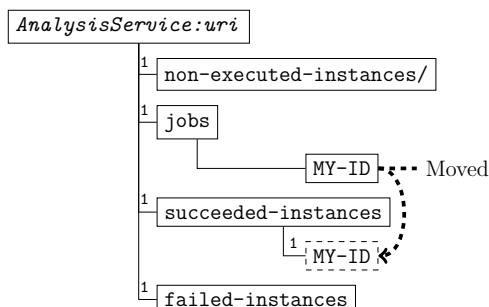 AnalysisService:uri
1
non-executed-instances/
1
jobs
MY-ID
Moved
1
succeeded-instances
1
MY-ID
1
failed-instances